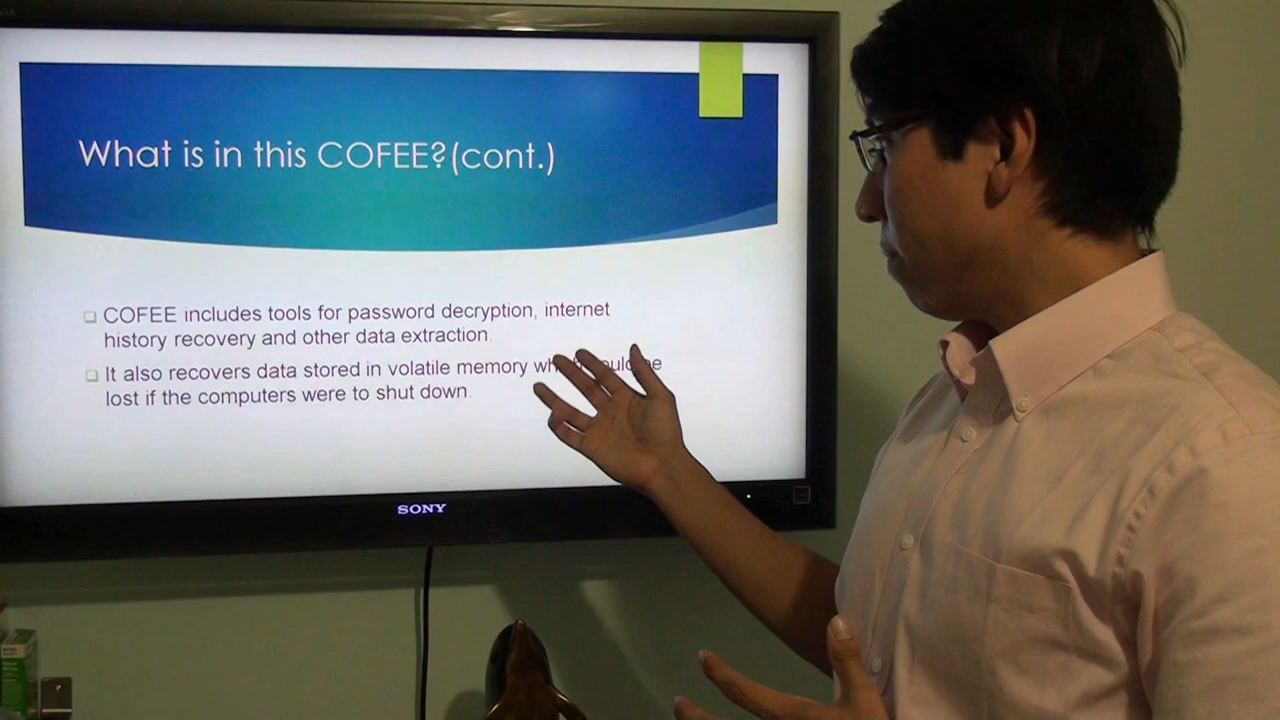 What is in this COFEE?(cont.)
COFEE includes tools for password decryption, internet
history recovery and other data extraction.
It also recovers data stored in volatile memory
lost if the computers were to shut down.
SONY